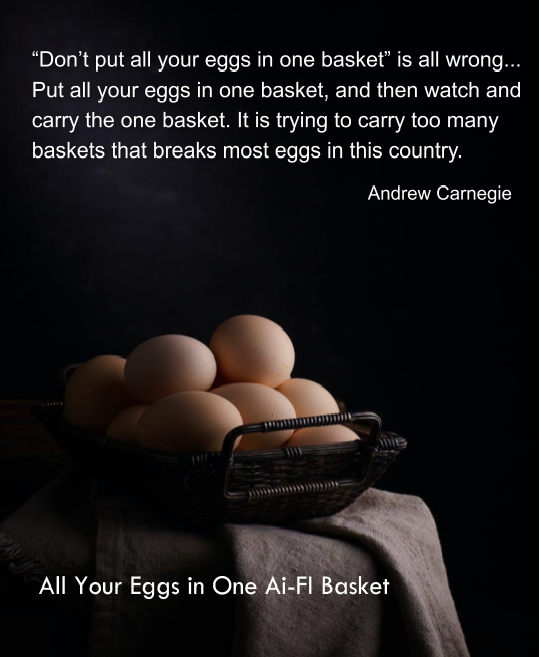 “Don’t put all your eggs in one basket” is all wrong...
Put all your eggs in one basket, and then watch and
carry the one basket. It is trying to carry too many
baskets that breaks most eggs in this country.
Andrew Carnegie
All Your Eggs in One Ai-FI Basket